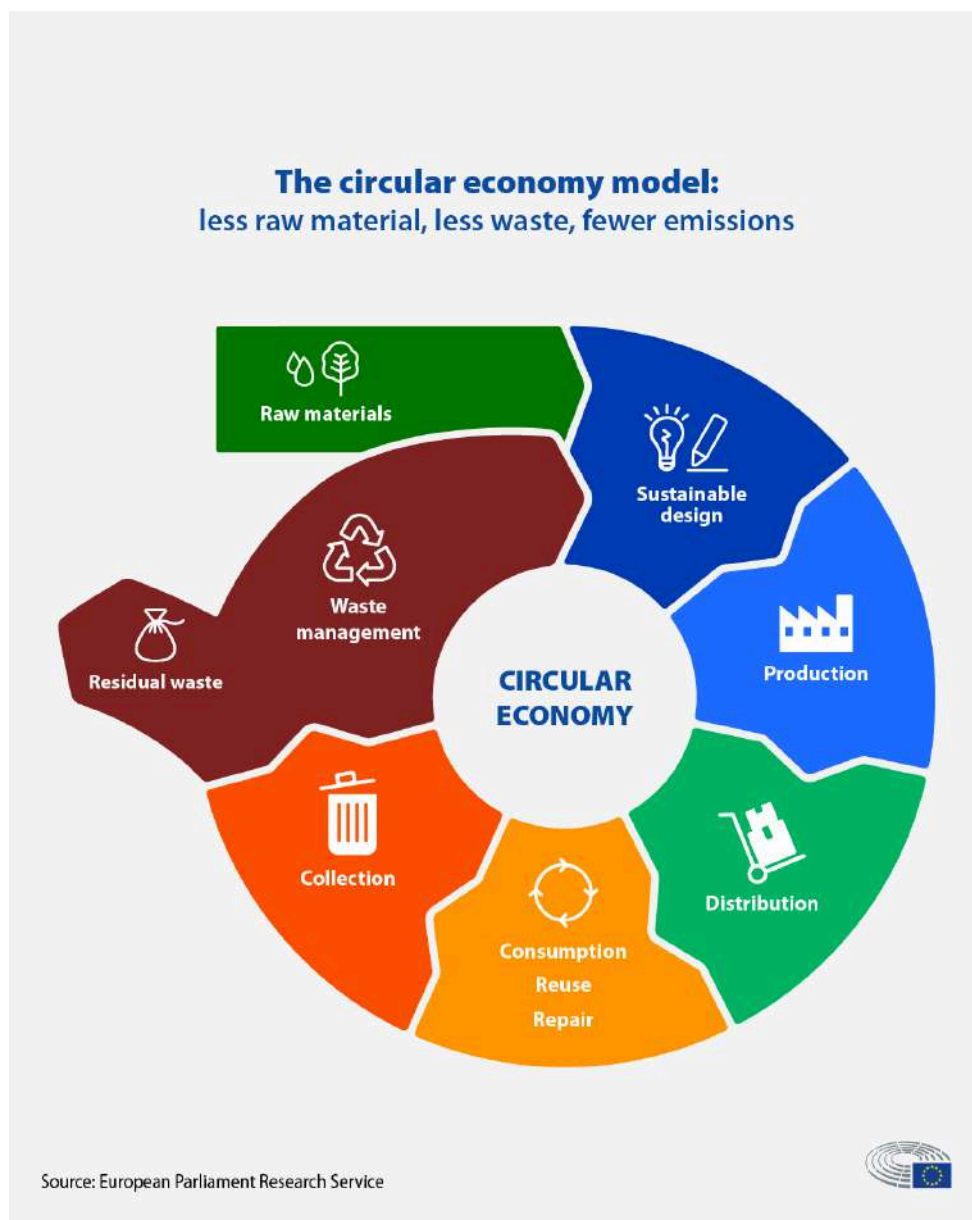 The circular economy model:
less raw material, less waste, fewer emissions
Raw materials
Sustainable
design
Production
Distribution
Consumption
Reuse
Repair
Collection
Waste
management
Residual waste
CIRCULAR
ECONOMY
Source: European Parliament Research Service